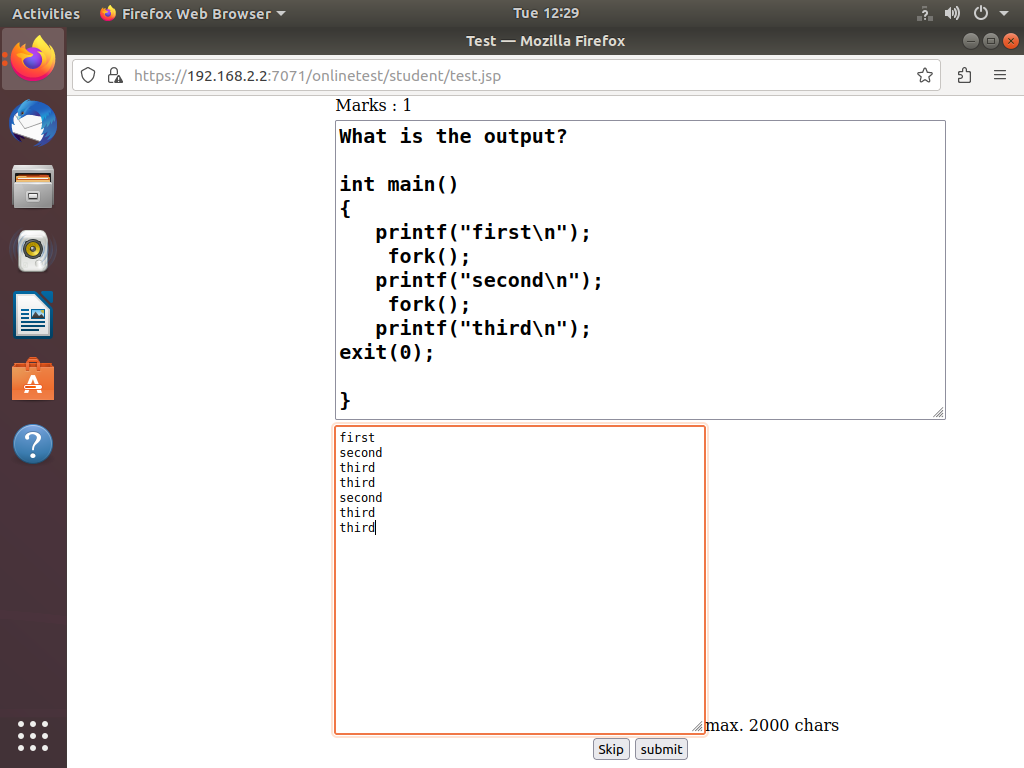 Activities Firefox Web Browser Tue 12:29
Test — Mozilla Firefox
https://192.168.2.2:7071/onlinetest/student/test.jsp
Marks : 1
What is the output?
int main()
{
printf("first\n");
fork();
printf("second\n");
fork();
printf("third\n");
exit(0);
}
first
second
third
third
second
third
third
max. 2000 chars
Skip submit